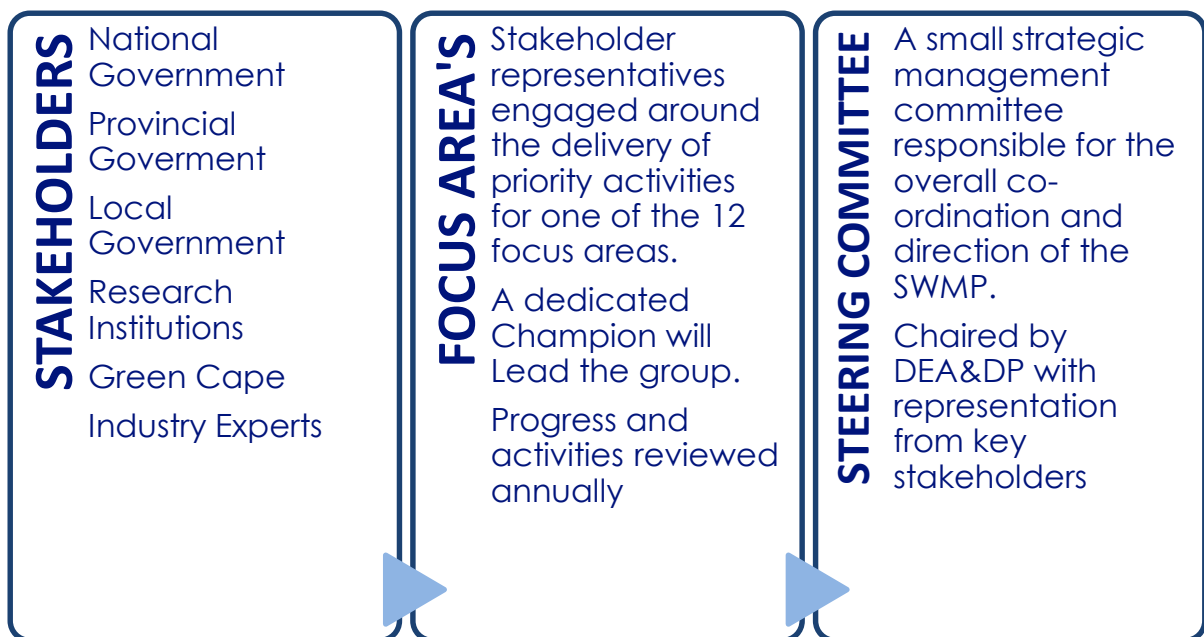 STAKEHOLDERS
National
Government
Provincial
Goverment
Local
Government
Research
Institutions
Green Cape
Industry Experts
FOCUS AREA'S
Stakeholder
representatives
engaged around
the delivery of
priority activities
for one of the 12
focus areas.
A dedicated
Champion will
Lead the group.
Progress and
activities reviewed
annually
STEERING COMMITTEE
A small strategic
management
committee
responsible for the
overall co-
ordination and
direction of the
SWMP.
Chaired by
DEA&DP with
representation
from key
stakeholders